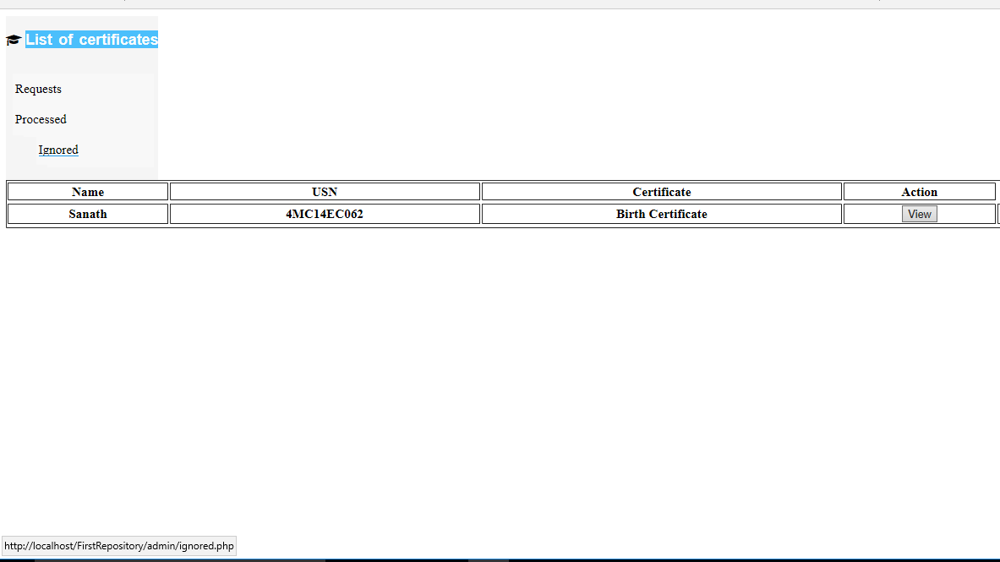 List of certificates
Requests
Processed
Ignored
Name USN Certificate Action
Sanath 4MC14EC062 Birth Certificate View
http://localhost/FirstRepository/admin/ignored.php